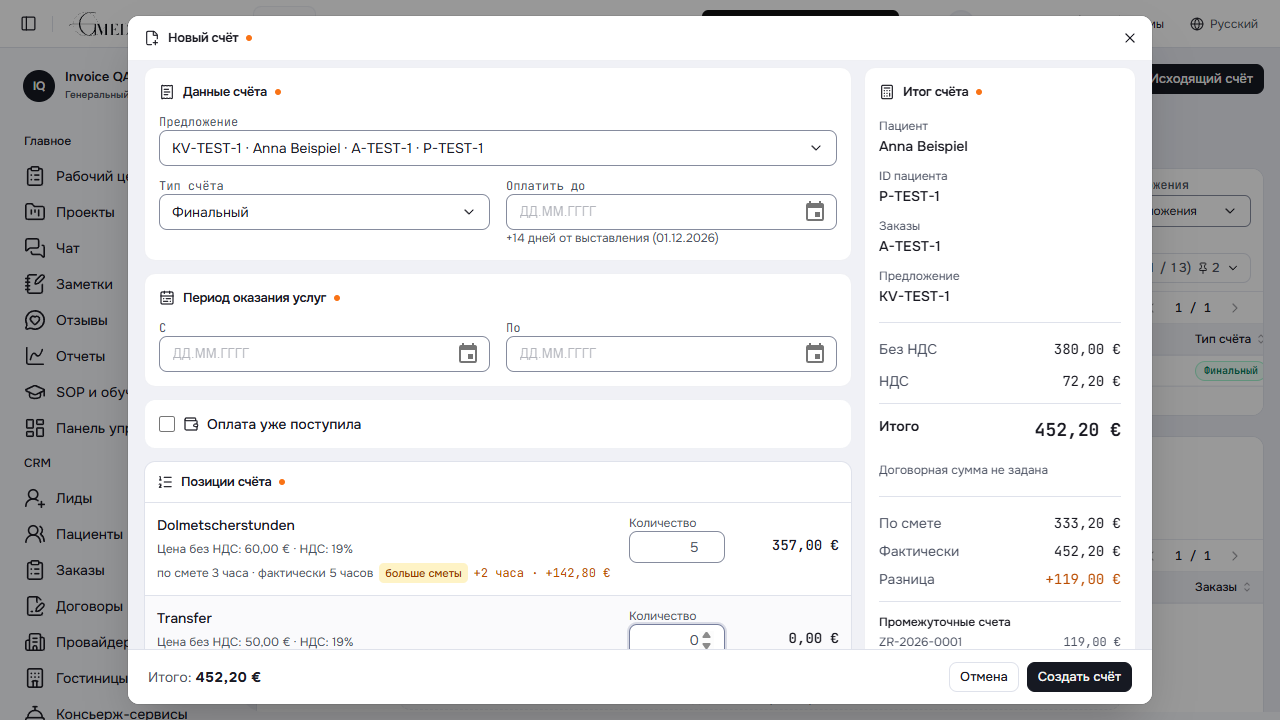 Новый счёт
Русский
IQ
Invoice QA
Генеральный
Исходящий счёт
Главное
Рабочий
Проекты
Чат
Заметки
Отзывы
Отчеты
SOP и
Панель
CRM
Лиды
Пациенты
Заказы
Договоры
Гостиницы
Консьерж-сервисы
/ 13)
2
1 / 1
Тип счёта
Финальный
1 / 1
Заказы
Данные счёта
Предложение
KV-TEST-1 · Anna Beispiel · A-TEST-1 · P-TEST-1
Тип счёта
Оплатить до
Финальный
ДД.ММ.ГГГГ
+14 дней от выставления (01.12.2026)
Период оказания услуг
С
По
ДД.ММ.ГГГГ
ДД.ММ.ГГГГ
Оплата уже поступила
Позиции счёта
Dolmetscherstunden
Количество
Цена без НДС: 60,00 € · НДС: 19%
5
357,00 €
по смете 3 часа · фактически 5 часов
больше сметы
+2 часа · +142,80 €
Transfer
Количество
Цена без НДС: 50,00 € · НДС: 19%
0
0,00 €
Итог счёта
Пациент
Anna Beispiel
ID пациента
P-TEST-1
Заказы
A-TEST-1
Предложение
KV-TEST-1
Без НДС
380,00 €
НДС
72,20 €
Итого
452,20 €
Договорная сумма не задана
По смете
333,20 €
Фактически
452,20 €
Разница
+119,00 €
Промежуточные счета
ZR-2026-0001
119,00 €
Итого: 452,20 €
Отмена
Создать счёт